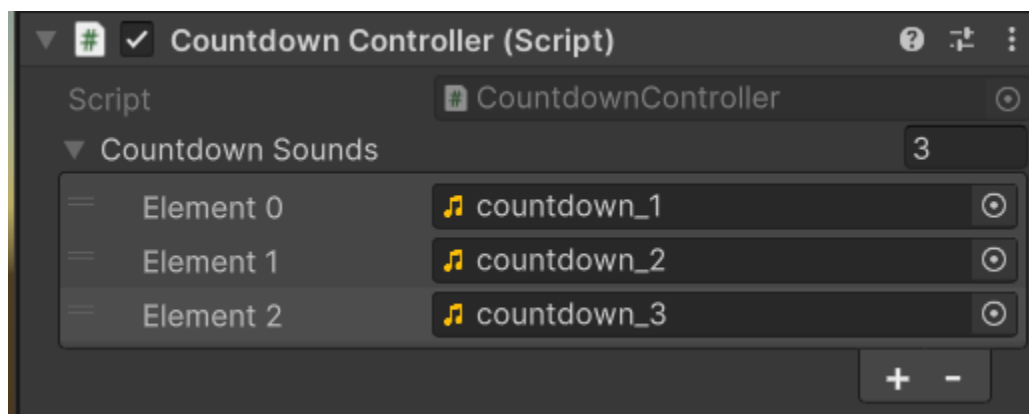 Countdown Controller (Script)
Script CountdownController
Countdown Sounds 3
Element 0 countdown_1
Element 1 countdown_2
Element 2 countdown_3
+ -